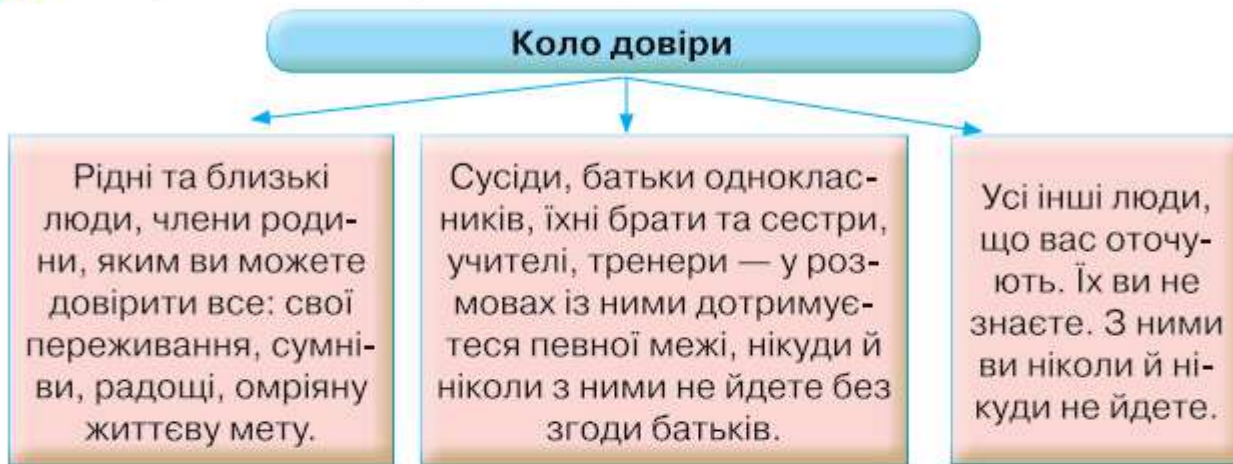 Коло довіри
Рідні та близькі
люди, члени роди-
ни, яким ви можете
довірити все: свої
переживання, сумні-
ви, радощі, омріяну
життєву мету.
Сусіди, батьки однокლас-
ників, їхні брати та сестри,
учителі, тренери — у роз-
мовах із ними дотримує-
теся певної межі, нікуди й
ніколи з ними не йдете без
згоди батьків.
Усі інші люди,
що вас оточу-
ють. Їх ви не
знаєте. З ними
ви ніколи й ні-
куди не йдете.